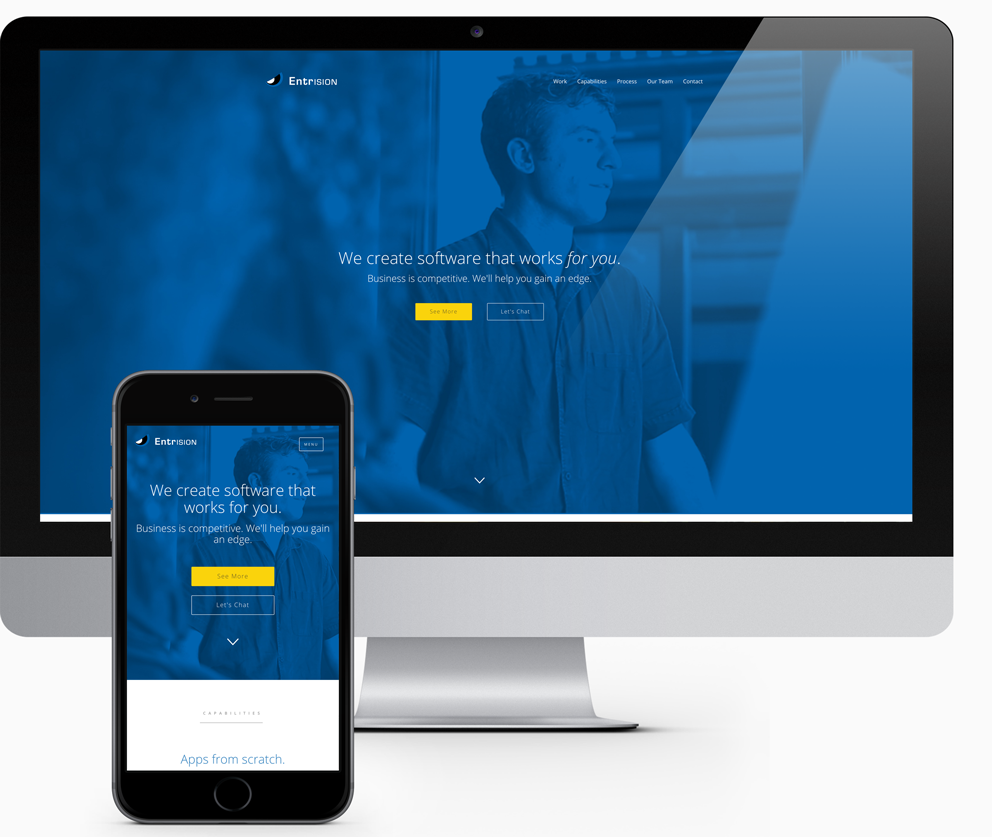 EntrISION
Work Capabilities Process Our Team Contact
We create software that works for you.
Business is competitive. We'll help you gain an edge.
See More
Let's Chat
EntrISION
MENU
We create software that
works for you.
Business is competitive. We'll help you gain
an edge.
See More
Let's Chat
CAPABILITIES
Apps from scratch.